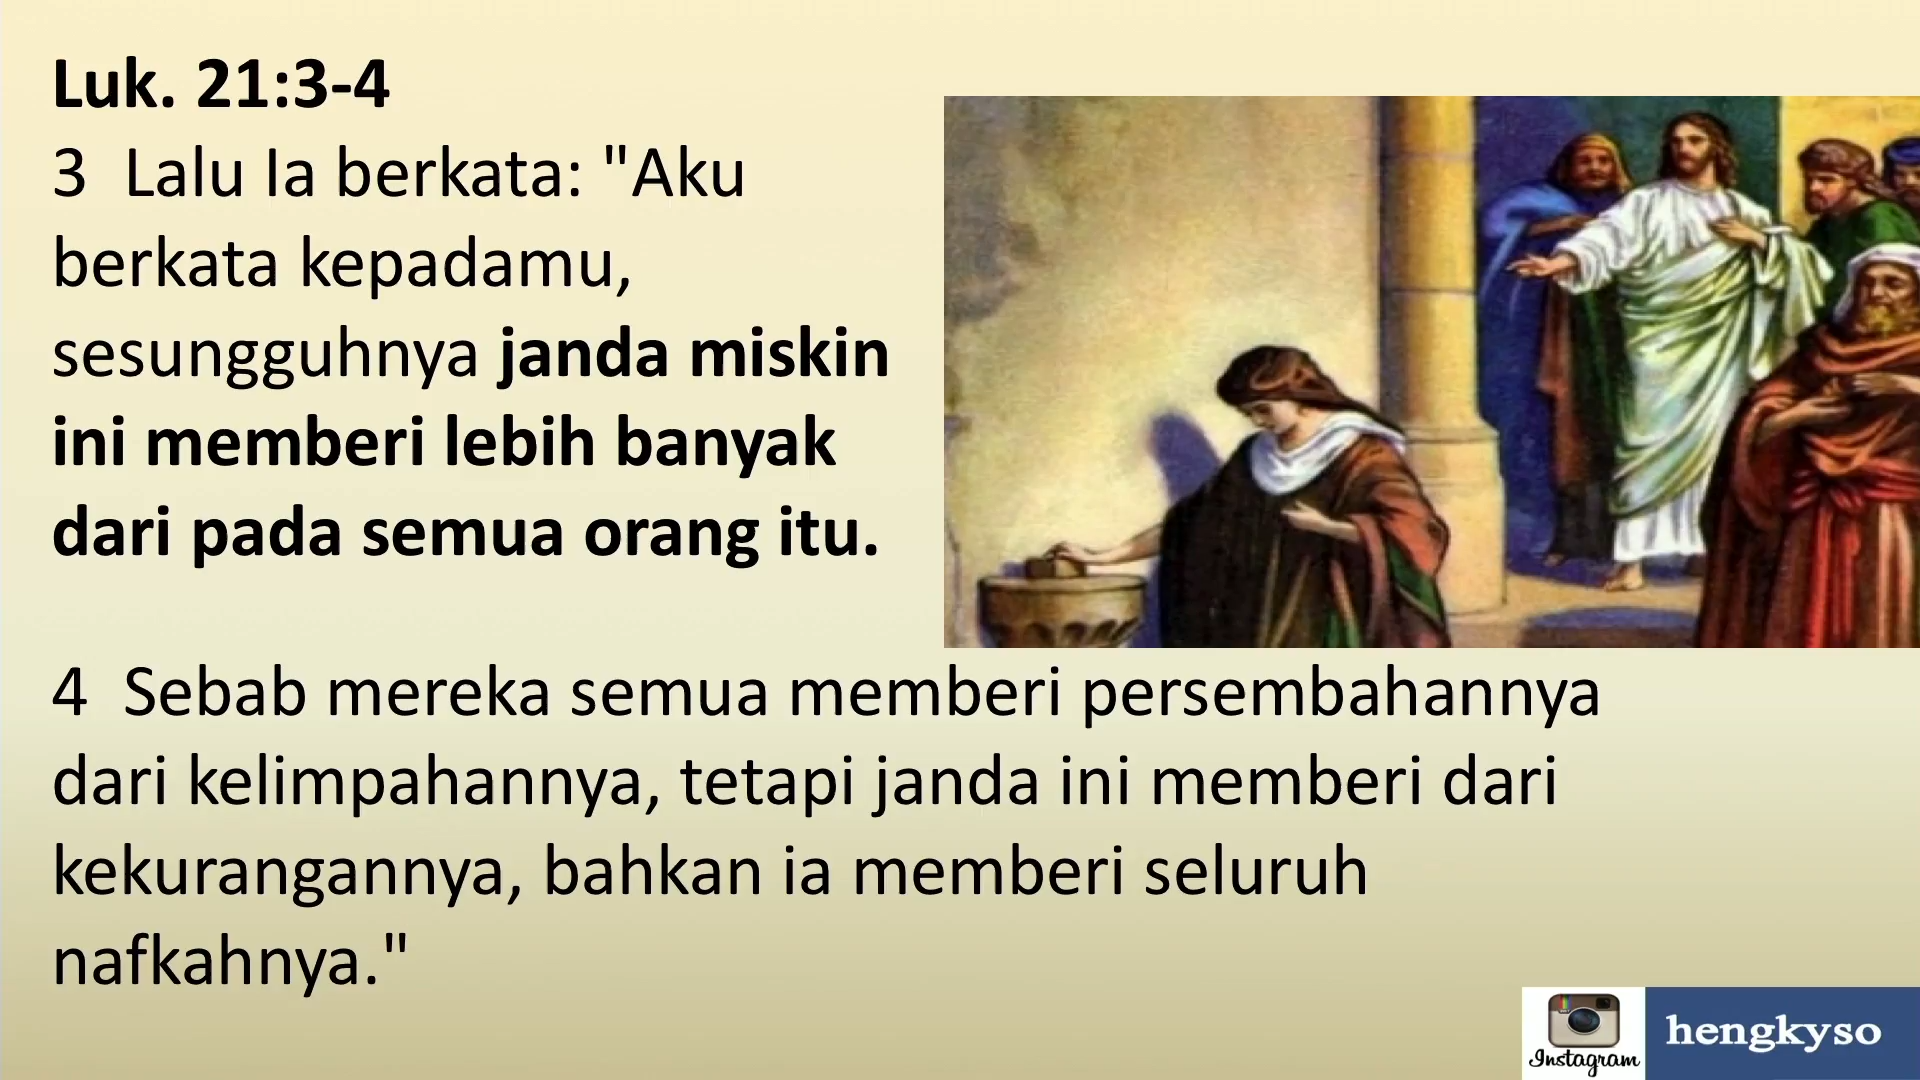 Luk. 21:3-4
3 Lalu Ia berkata: "Aku
berkata kepadamu,
sesungguhnya janda miskin
ini memberi lebih banyak
dari pada semua orang itu.
4 Sebab mereka semua memberi persembahannya
dari kelimpahannya, tetapi janda ini memberi dari
kekurangannya, bahkan ia memberi seluruh
nafkahnya."
Instagram
hengkyso